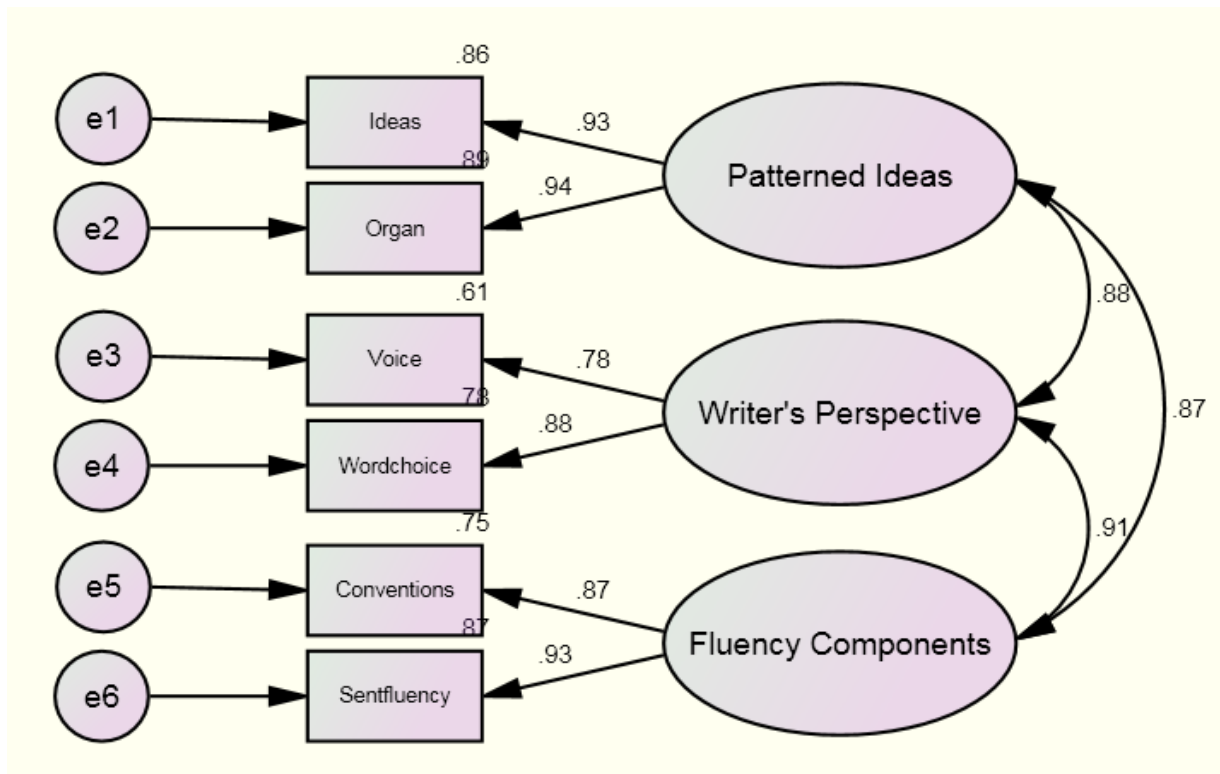 .86
e1
Ideas
.93
Patterned Ideas
.89
e2
Organ
.94
.61
.88
e3
Voice
.78
Writer's Perspective
.87
.78
e4
Wordchoice
.88
.75
.91
e5
Conventions
.87
Fluency Components
.87
e6
Sentfluency
.93